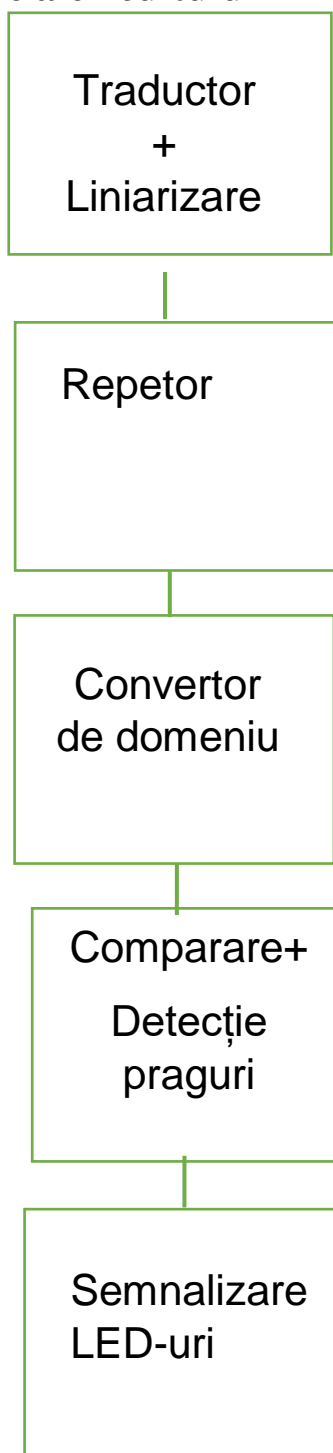 Traductor
+
Liniarizare
Repetor
Convertor
de domeniu
Comparare+
Detecție
praguri
Semnalizare
LED-uri